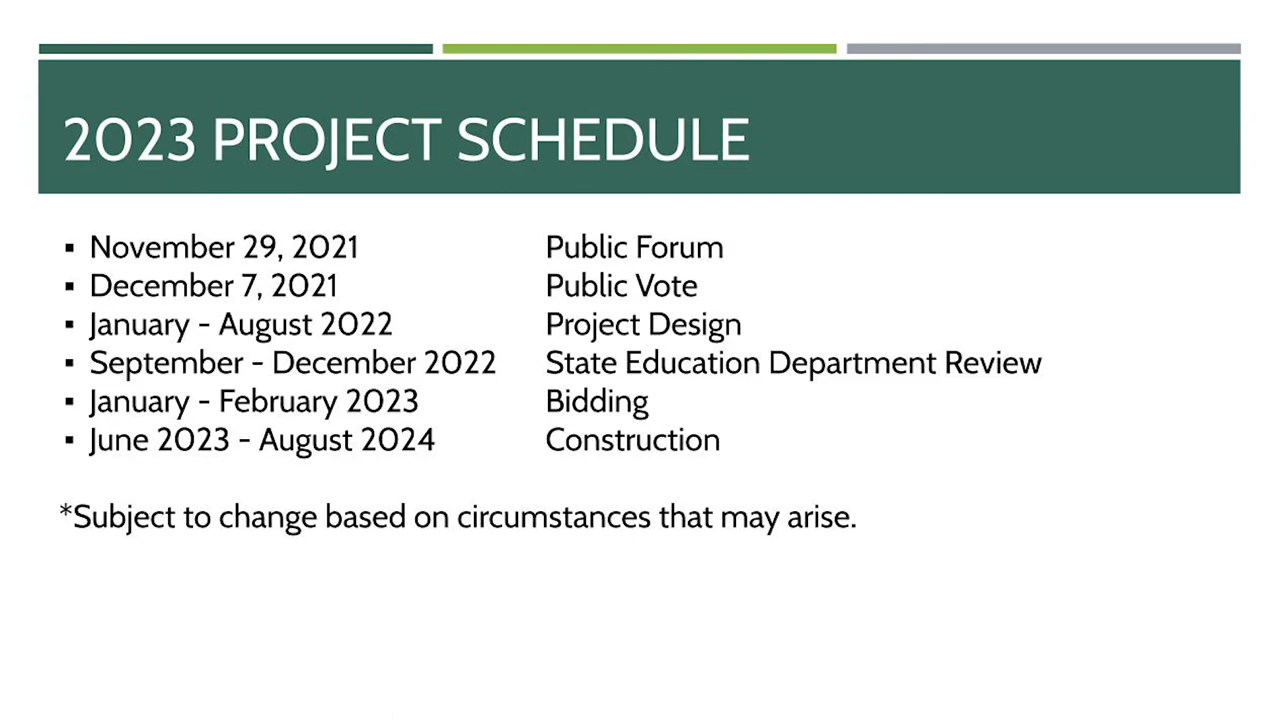 2023 PROJECT SCHEDULE
▪ November 29, 2021 Public Forum
▪ December 7, 2021 Public Vote
▪ January - August 2022 Project Design
▪ September - December 2022 State Education Department Review
▪ January - February 2023 Bidding
▪ June 2023 - August 2024 Construction
*Subject to change based on circumstances that may arise.